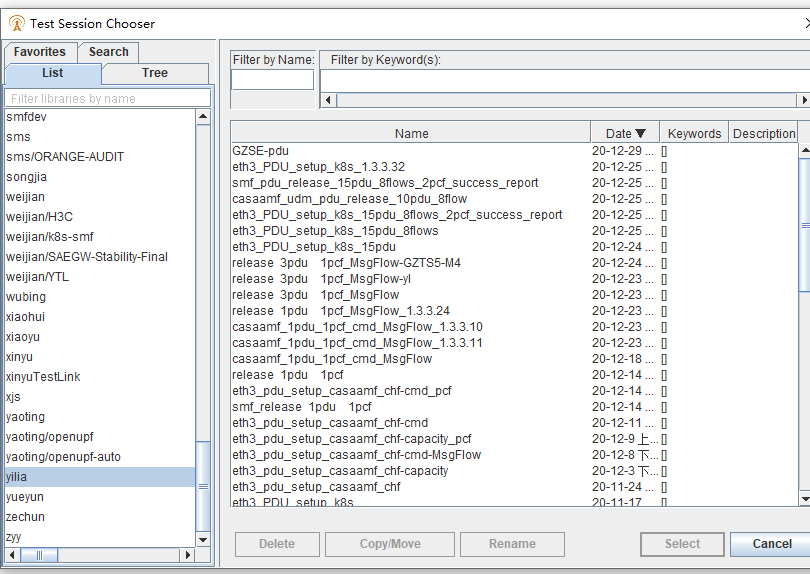 Test Session Chooser
Favorites Search
List Tree
Filter libraries by name
smfdev
sms
sms/ORANGE-AUDIT
songjia
weijian
weijian/H3C
weijian/k8s-smf
weijian/SAEGW-Stability-Final
weijian/YTL
wubing
xiaohui
xiaoyu
xinyu
xinyuTestLink
xjs
yaoting
yaoting/openupf
yaoting/openupf-auto
yilia
yueyun
zechun
zyy
Filter by Name: Filter by Keyword(s):
Name Date ▼ Keywords Description
GZSE-pdu 20-12-29 ... []
eth3_PDU_setup_k8s_1.3.3.32 20-12-25 ... []
smf_pdu_release_15pdu_8flows_2pcf_success_report 20-12-25 ... []
casaamf_udm_pdu_release_10pdu_8flow 20-12-25 ... []
eth3_PDU_setup_k8s_15pdu_8flows_2pcf_success_report 20-12-25 ... []
eth3_PDU_setup_k8s_15pdu_8flows 20-12-25 ... []
eth3_PDU_setup_k8s_15pdu 20-12-24 ... []
release 3pdu 1pcf_MsgFlow-GZTS5-M4 20-12-24 ... []
release 3pdu 1pcf_MsgFlow-yl 20-12-23 ... []
release 3pdu 1pcf_MsgFlow 20-12-23 ... []
release 1pdu 1pcf_MsgFlow_1.3.3.24 20-12-23 ... []
casaamf_1pdu_1pcf_cmd_MsgFlow_1.3.3.10 20-12-23 ... []
casaamf_1pdu_1pcf_cmd_MsgFlow_1.3.3.11 20-12-23 ... []
casaamf_1pdu_1pcf_cmd_MsgFlow 20-12-18 ... []
release 1pdu 1pcf 20-12-14 ... []
eth3_pdu_setup_casaamf_chf-cmd_pcf 20-12-14 ... []
smf_release 1pdu 1pcf 20-12-14 ... []
eth3_pdu_setup_casaamf_chf-cmd 20-12-11 ... []
eth3_pdu_setup_casaamf_chf-capacity_pcf 20-12-9 上... []
eth3_pdu_setup_casaamf_chf-cmd-MsgFlow 20-12-8 下... []
eth3_pdu_setup_casaamf_chf-capacity 20-12-3 下... []
eth3_pdu_setup_casaamf_chf 20-11-24 ... []
eth3_PDU_setup_k8s 20-11-17 ... []
Delete Copy/Move Rename Select Cancel